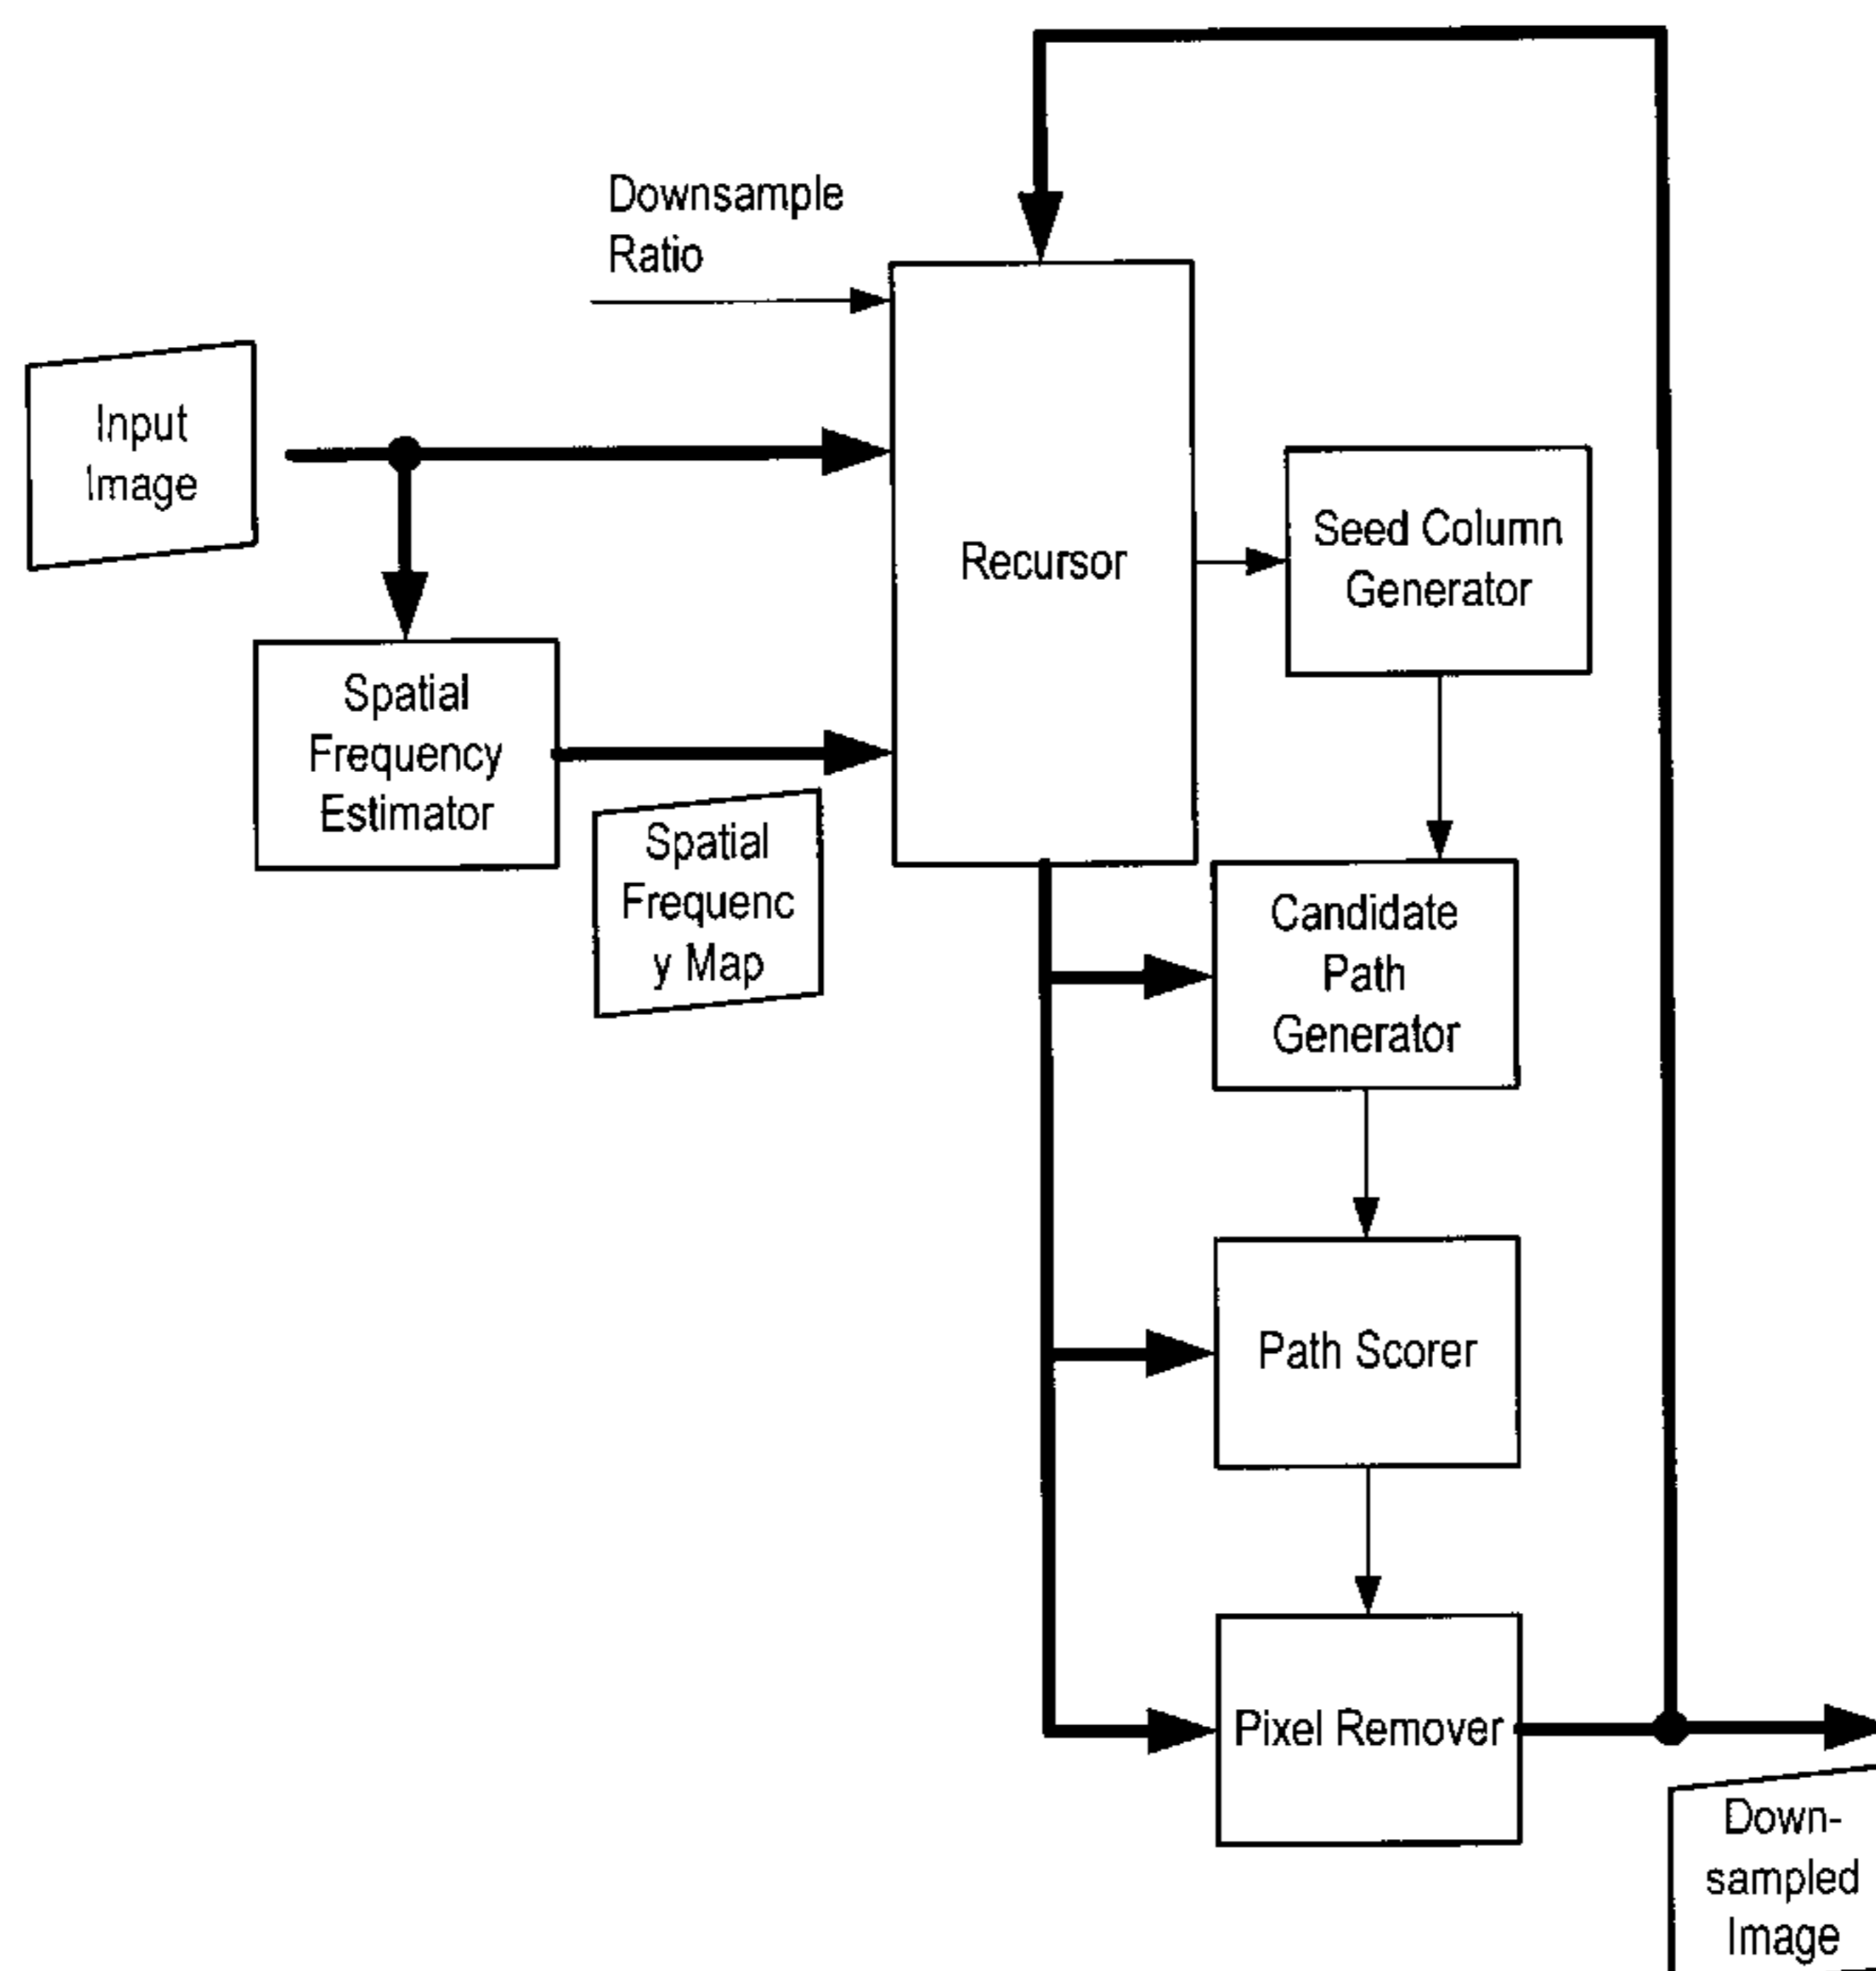 Downsample
Ratio
Input
Image
Recursor
Seed Column
Generator
Spatial
Frequency
Estimator
Spatial
Frequenc
y Map
Candidate
Path
Generator
Path Scorer
Pixel Remover
Down-
sampled
Image